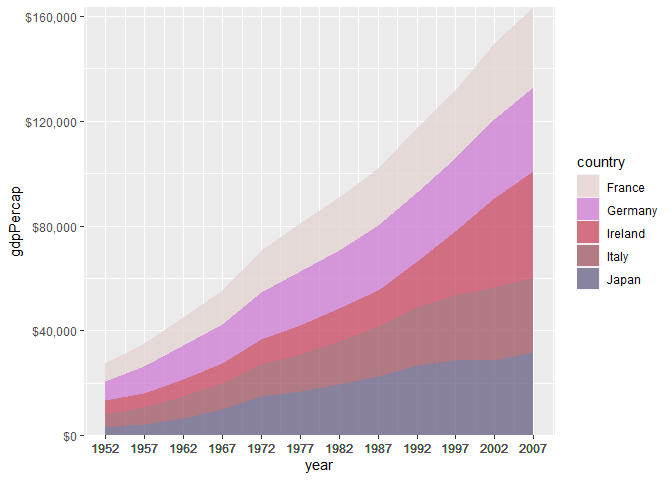 $160,000
$120,000
$80,000
$40,000
$0
gdpPercap
1952 1957 1962 1967 1972 1977 1982 1987 1992 1997 2002 2007
year
country
France
Germany
Ireland
Italy
Japan